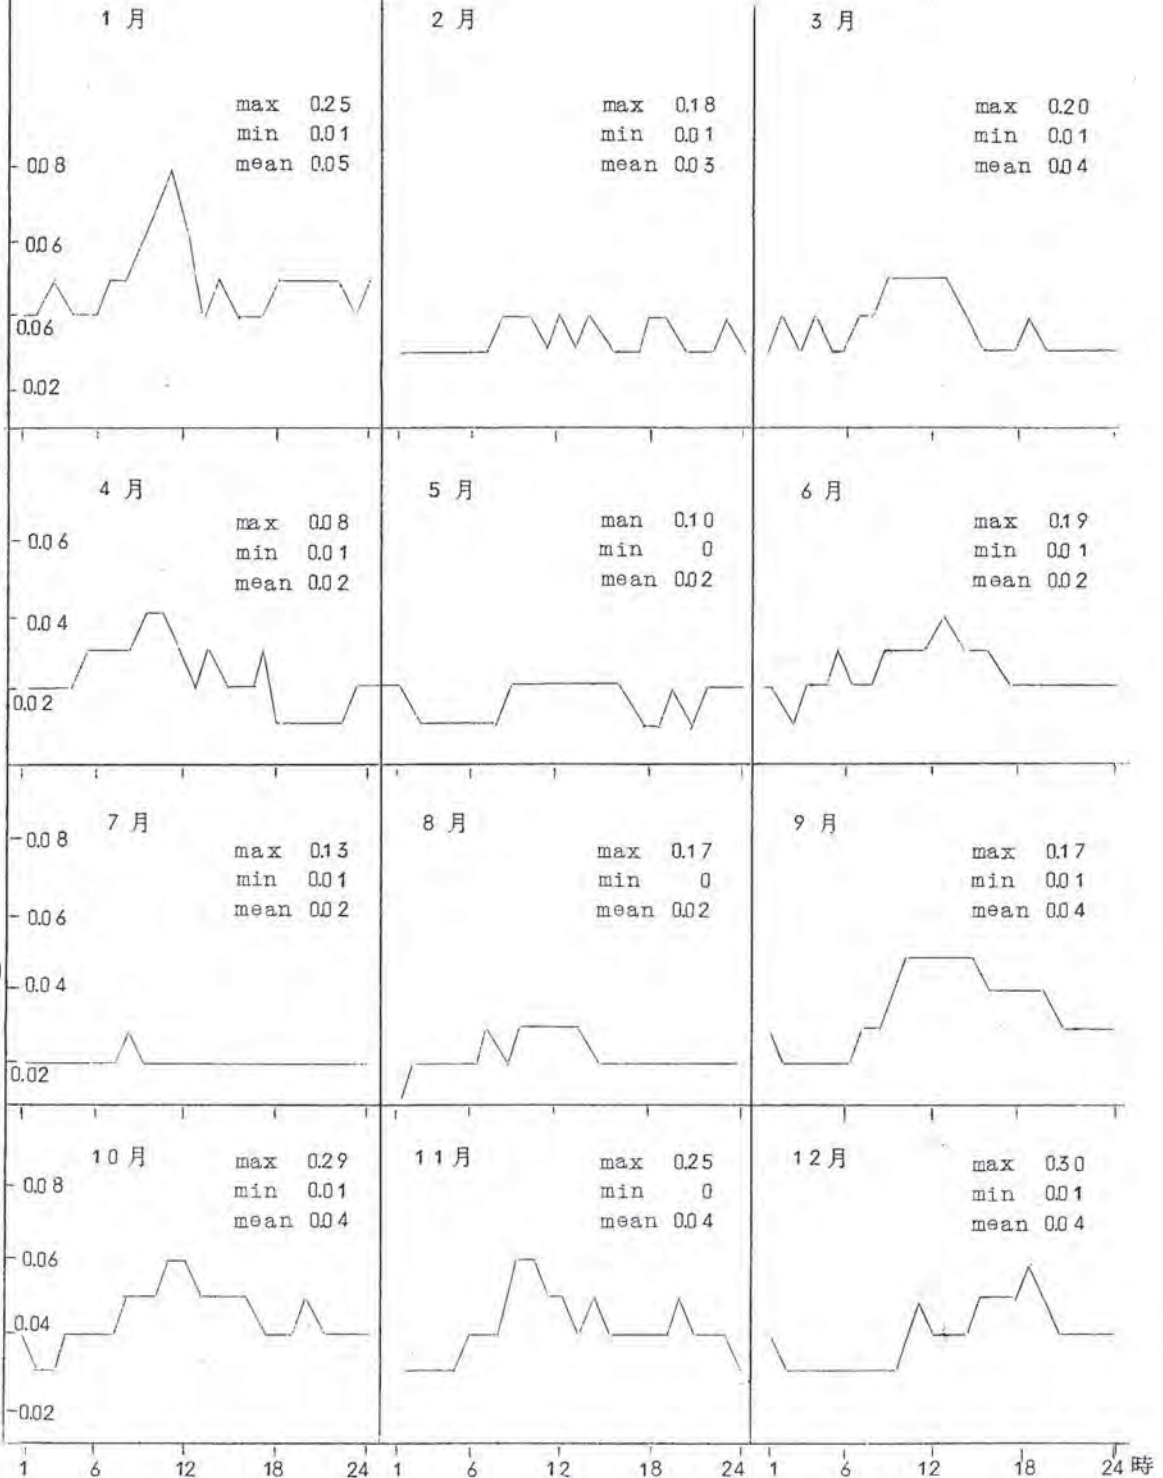 1 月
max 0.25
min 0.01
mean 0.05
0.08
0.06
0.06
0.02
2 月
max 0.18
min 0.01
mean 0.03
3 月
max 0.20
min 0.01
mean 0.04
4 月
max 0.08
min 0.01
mean 0.02
0.06
0.04
0.02
5 月
man 0.10
min 0
mean 0.02
6 月
max 0.19
min 0.01
mean 0.02
7 月
max 0.13
min 0.01
mean 0.02
0.08
0.06
0.04
0.02
8 月
max 0.17
min 0
mean 0.02
9 月
max 0.17
min 0.01
mean 0.04
10 月
max 0.29
min 0.01
mean 0.04
0.08
0.06
0.04
0.02
11 月
max 0.25
min 0
mean 0.04
12 月
max 0.30
min 0.01
mean 0.04
1 6 12 18 24 1 6 12 18 24 1 6 12 18 24 時